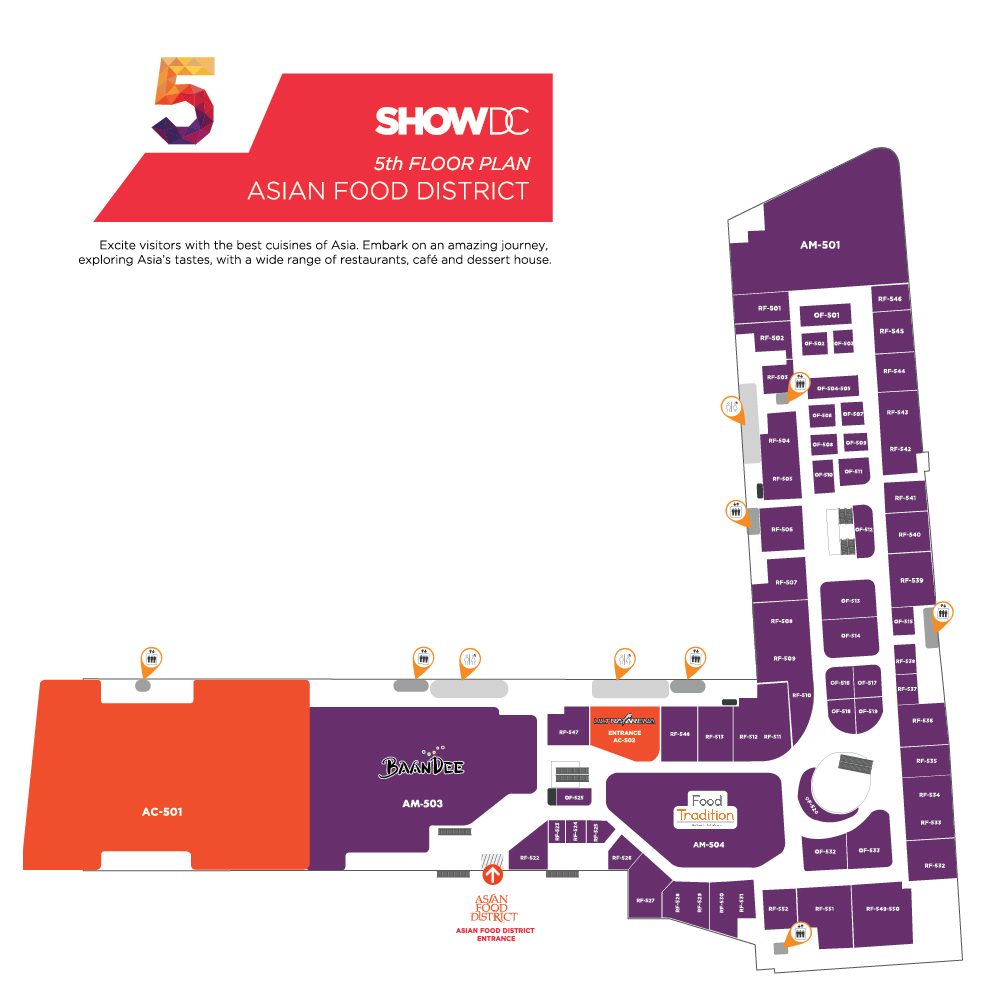 5
SHOWDC
5th FLOOR PLAN
ASIAN FOOD DISTRICT
Excite visitors with the best cuisines of Asia. Embark on an amazing journey,
exploring Asia's tastes, with a wide range of restaurants, café and dessert house.
AM-501
RF-501
RF-546
OF-501
RF-502
RF-545
OF-502
OF-503
RF-503
RF-544
OF-504-505
OF-506
OF-507
RF-543
RF-504
OF-508
OF-509
RF-542
RF-505
OF-510
OF-511
RF-541
RF-506
OF-512
RF-540
RF-507
RF-539
OF-513
RF-508
OF-515
OF-514
RF-509
RF-538
OF-516
OF-517
RF-537
RF-510
OF-518
OF-519
RF-536
RF-547
ULTRA ARENA
ENTRANCE
AC-502
RF-548
RF-513
RF-512
RF-511
RF-535
BAANDEE
AM-503
AC-501
OF-525
OF-520
RF-534
RF-533
Food
Tradition
AM-504
RF-523
RF-524
RF-525
RF-522
RF-526
OF-532
OF-533
RF-532
RF-527
RF-528
RF-529
RF-530
RF-531
RF-552
RF-551
RF-549-550
ASIAN
FOOD
DISTRICT
ASIAN FOOD DISTRICT
ENTRANCE